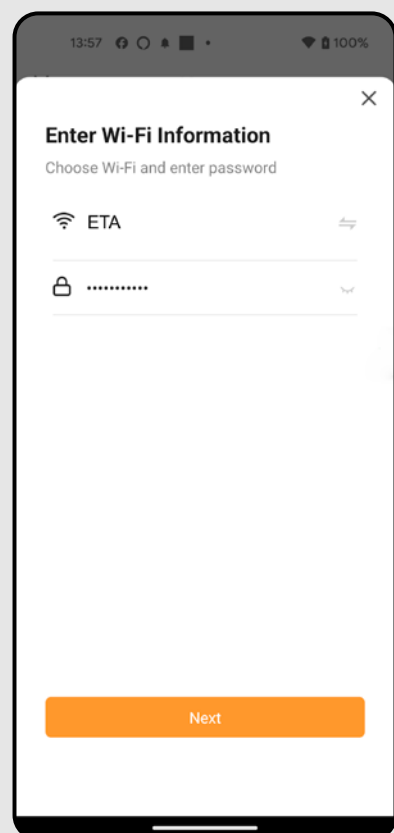 13:57 100%
Enter Wi-Fi Information
Choose Wi-Fi and enter password
ETA
•••••••••••
Next